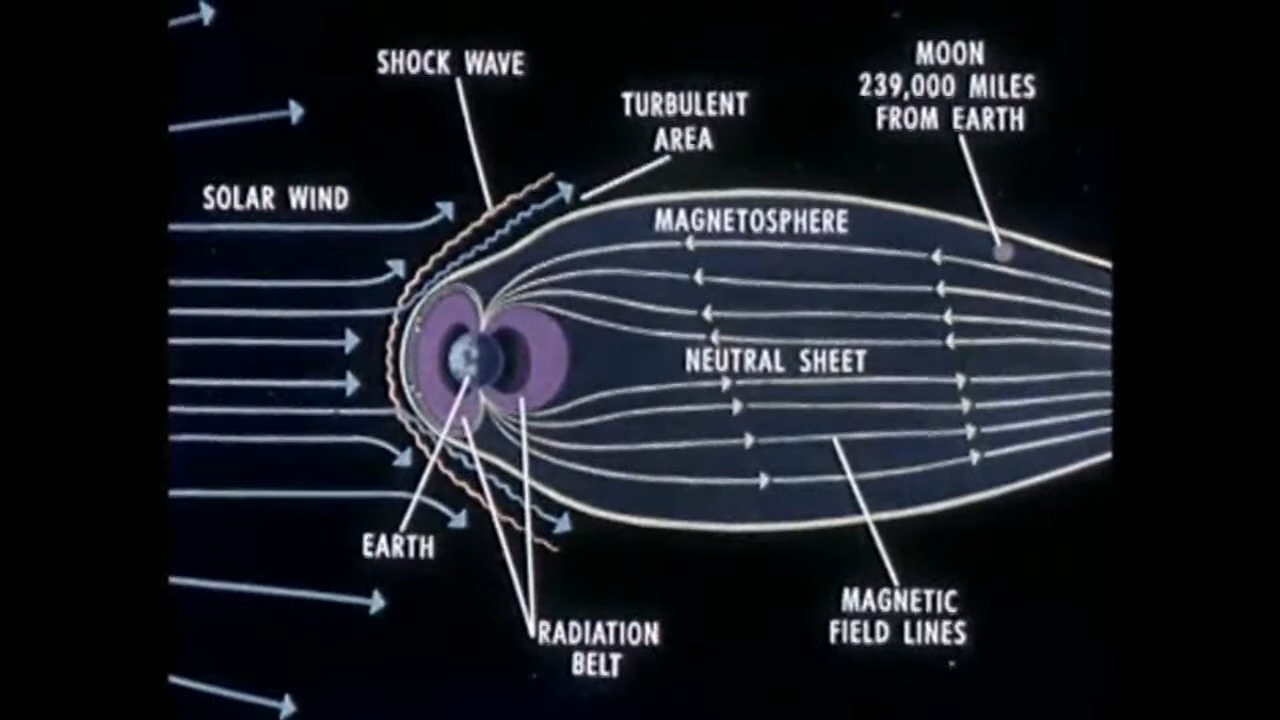 SHOCK WAVE
TURBULENT
AREA
MOON
239,000 MILES
FROM EARTH
SOLAR WIND
MAGNETOSPHERE
NEUTRAL SHEET
EARTH
RADIATION
BELT
MAGNETIC
FIELD LINES